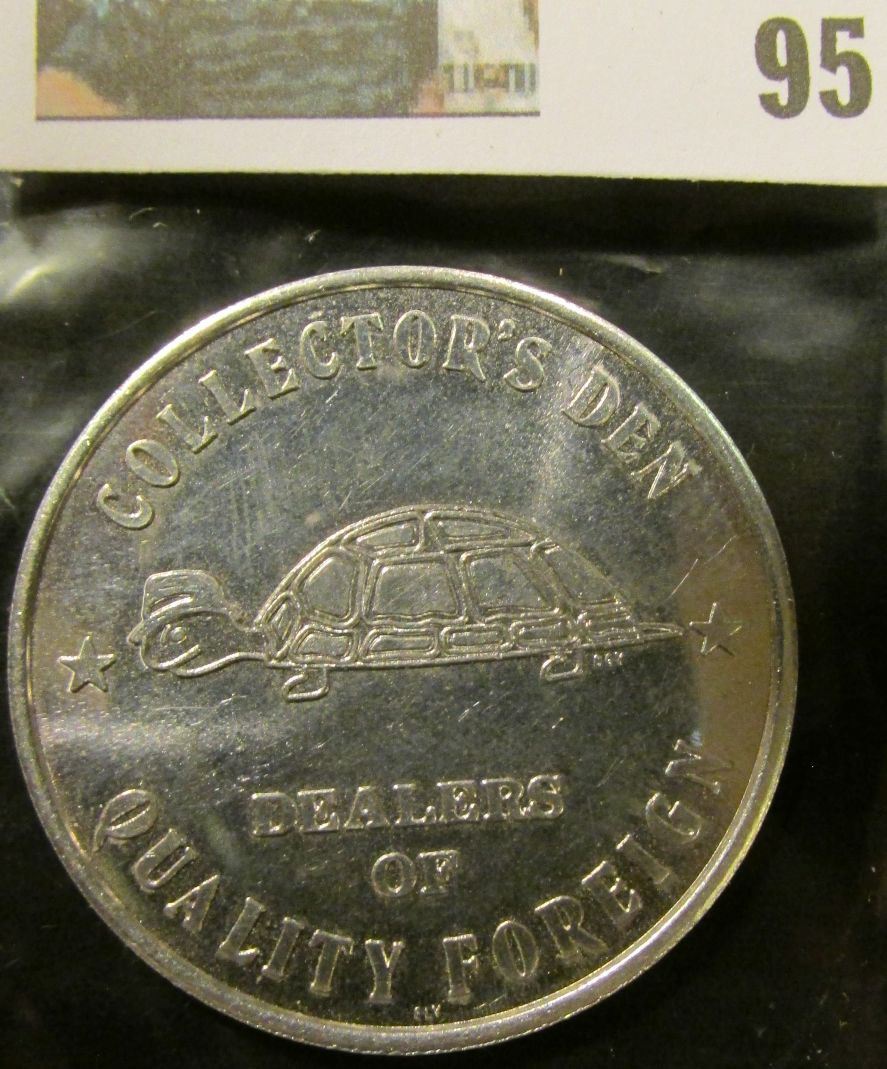 95
COLLECTOR'S DEN
DEALERS
OF
QUALITY FOREIGN